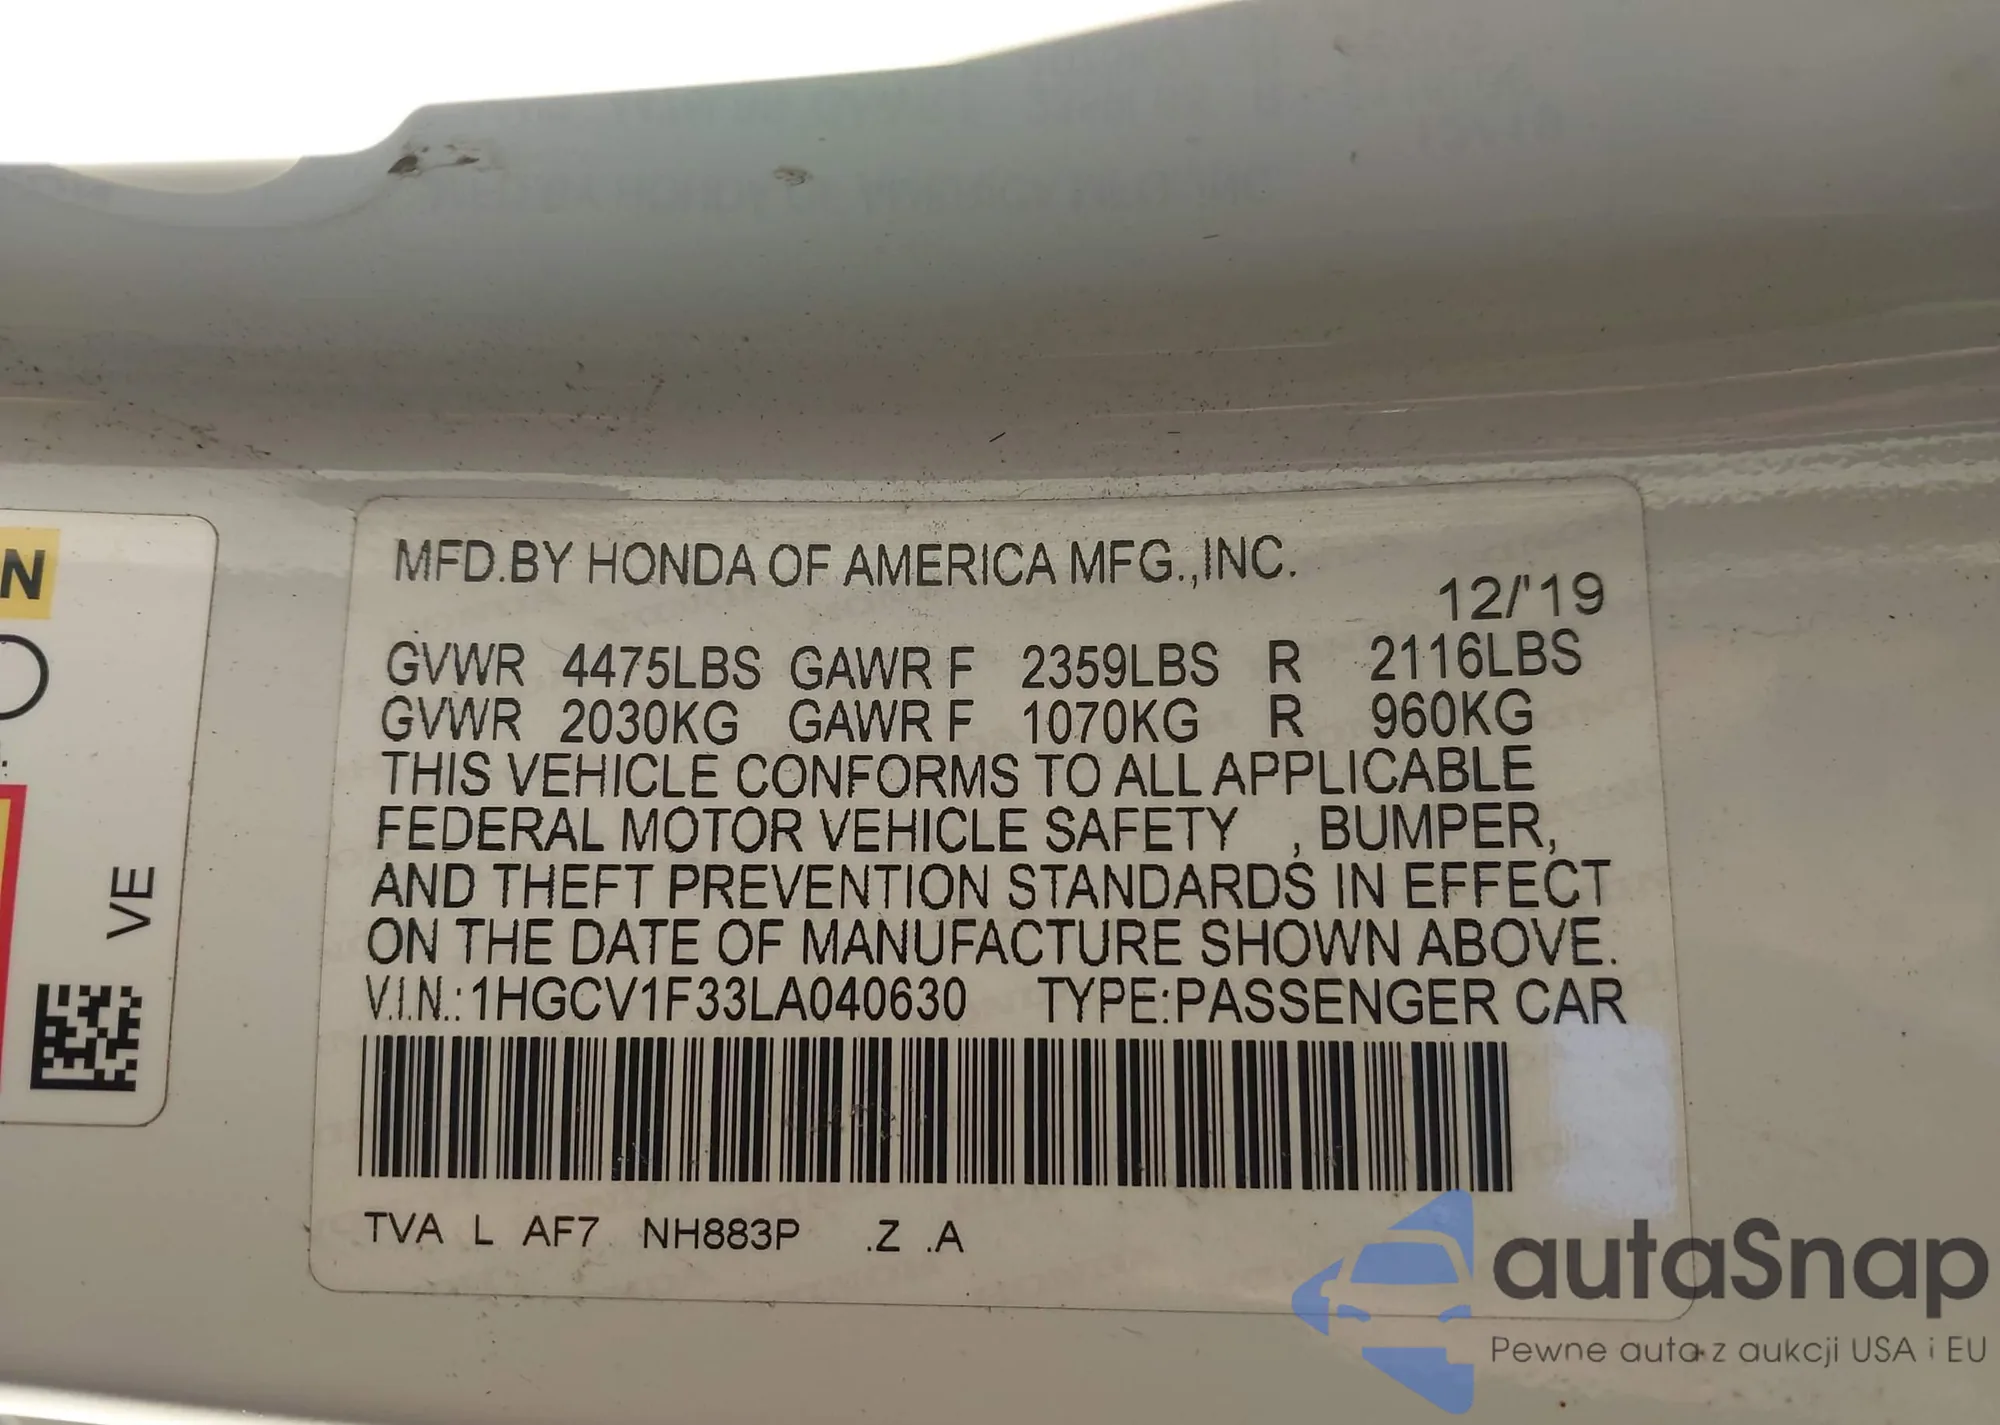 MFD.BY HONDA OF AMERICA MFG.,INC.
12/'19
GVWR 4475LBS GAWR F 2359LBS R 2116LBS
GVWR 2030KG GAWR F 1070KG R 960KG
THIS VEHICLE CONFORMS TO ALL APPLICABLE
FEDERAL MOTOR VEHICLE SAFETY , BUMPER,
AND THEFT PREVENTION STANDARDS IN EFFECT
ON THE DATE OF MANUFACTURE SHOWN ABOVE.
V.I.N.:1HGCV1F33LA040630 TYPE:PASSENGER CAR
TVA L AF7 NH883P .Z .A
N
VE
autaSnap
Pewne auta z aukcji USA i EU